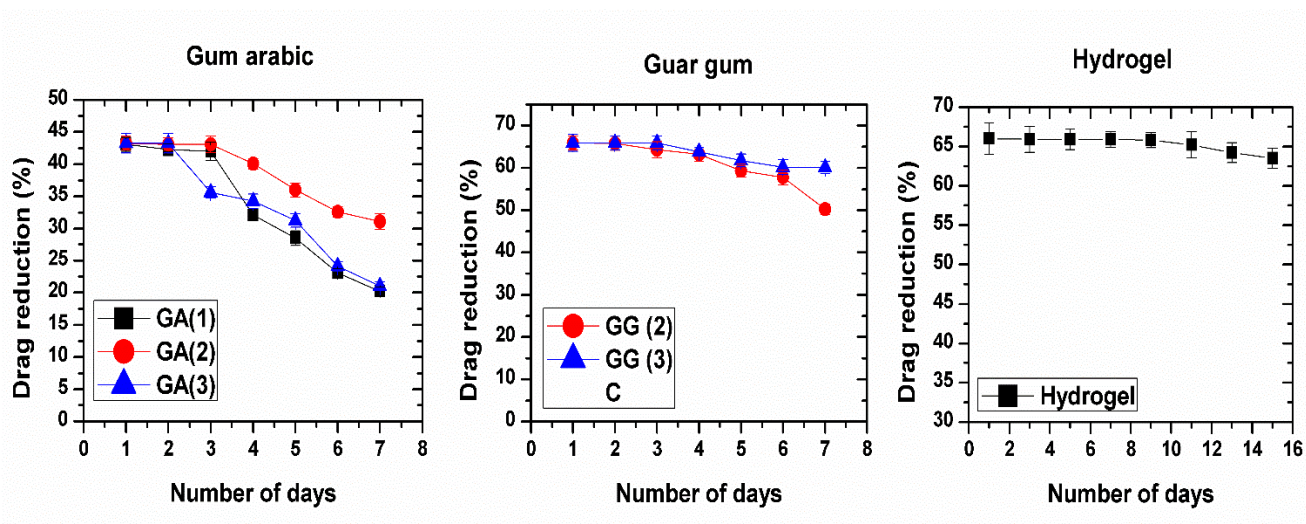 Gum arabic
50
45
40
35
30
25
20
15
10
5
0
0 1 2 3 4 5 6 7 8
Drag reduction (%)
Number of days
GA(1)
GA(2)
GA(3)
Guar gum
70
60
50
40
30
20
10
0
0 1 2 3 4 5 6 7 8
Drag reduction (%)
Number of days
GG (2)
GG (3)
C
Hydrogel
70
65
60
55
50
45
40
35
30
0 2 4 6 8 10 12 14 16
Drag reduction (%)
Number of days
Hydrogel